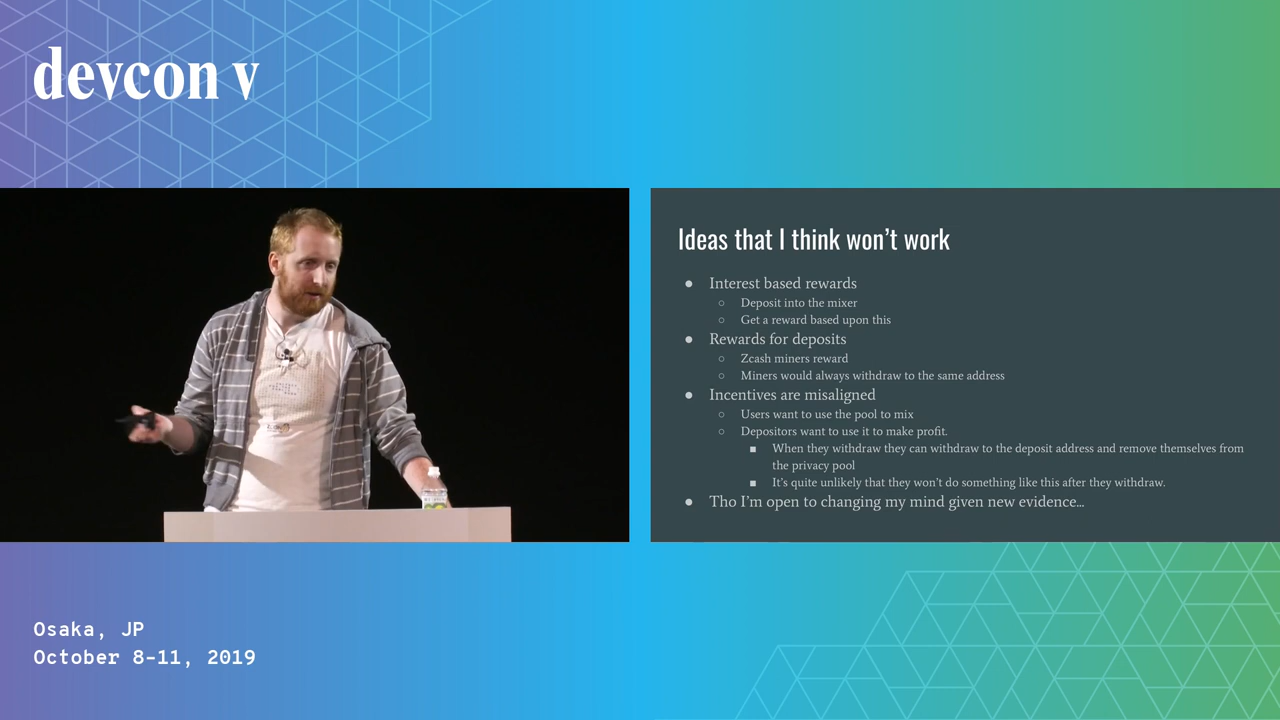 devcon v
Ideas that I think won't work
● Interest based rewards
○ Deposit into the mixer
○ Get a reward based upon this
● Rewards for deposits
○ Zcash miners reward
○ Miners would always withdraw to the same address
● Incentives are misaligned
○ Users want to use the pool to mix
○ Depositors want to use it to make profit.
■ When they withdraw they can withdraw to the deposit address and remove themselves from
the privacy pool
■ It's quite unlikely that they won't do something like this after they withdraw.
● Tho I'm open to changing my mind given new evidence...
Osaka, JP
October 8-11, 2019